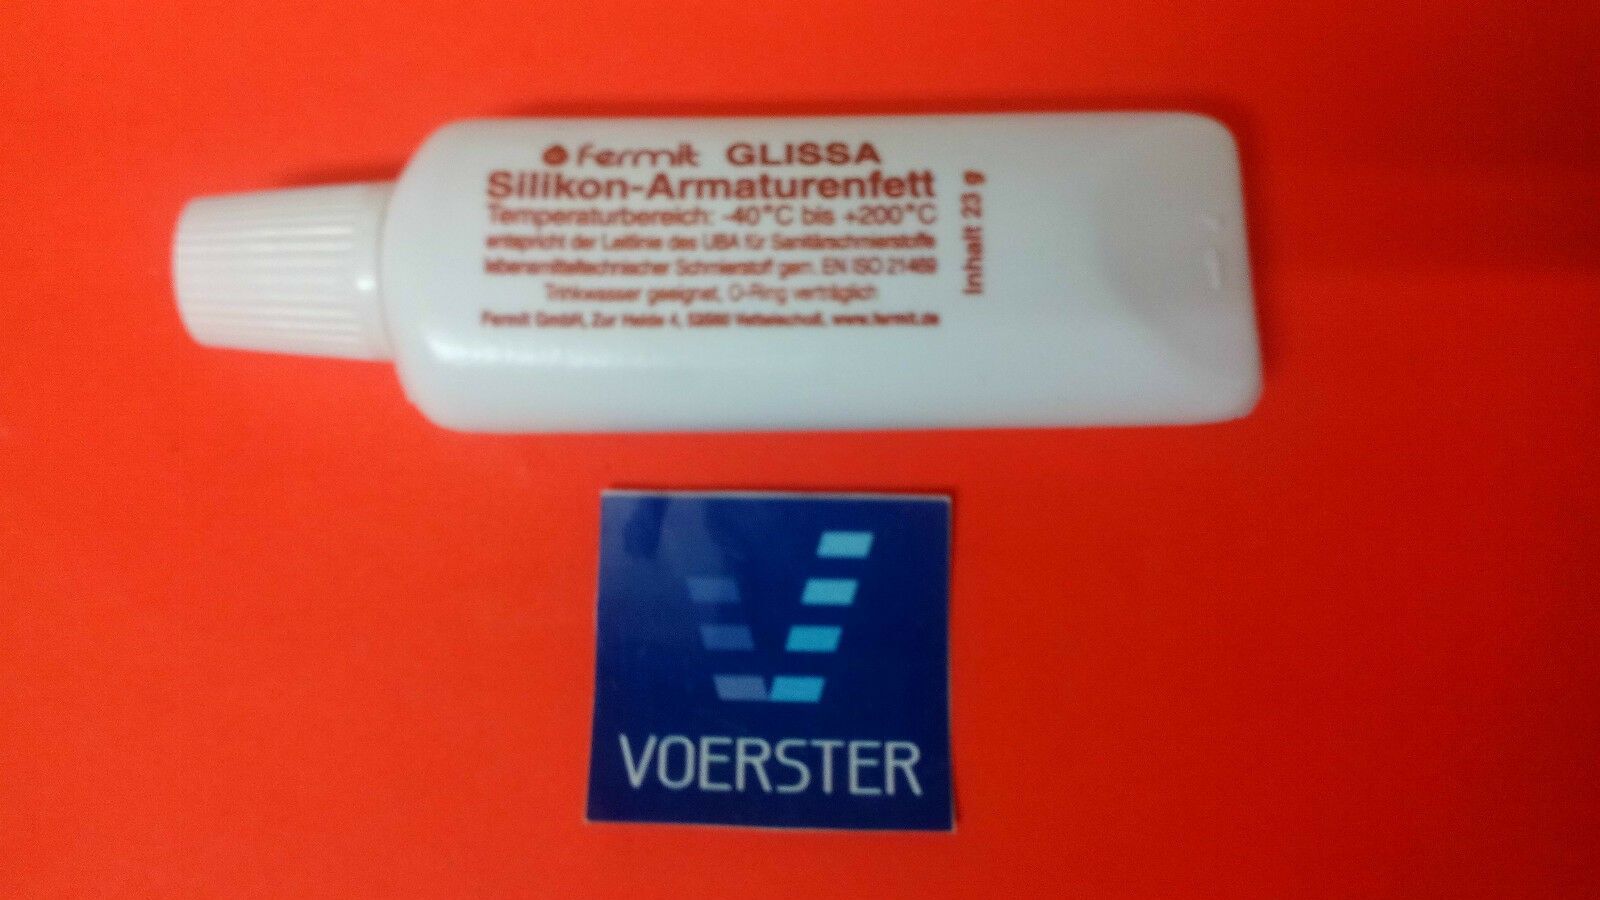 fermit GLISSA
Silikon-Armaturenfett
Temperaturbereich: -40°C bis +200°C
entspricht der Leitlinie des UBA für Sanitärschmierstoffe
lebensmitteltechnischer Schmierstoff gem. EN ISO 21469
Trinkwasser geeignet, O-Ring verträglich
Fermit GmbH, Zur Heide 4, Vettelschoß, www.fermit.de
Inhalt 23 g
VOERSTER